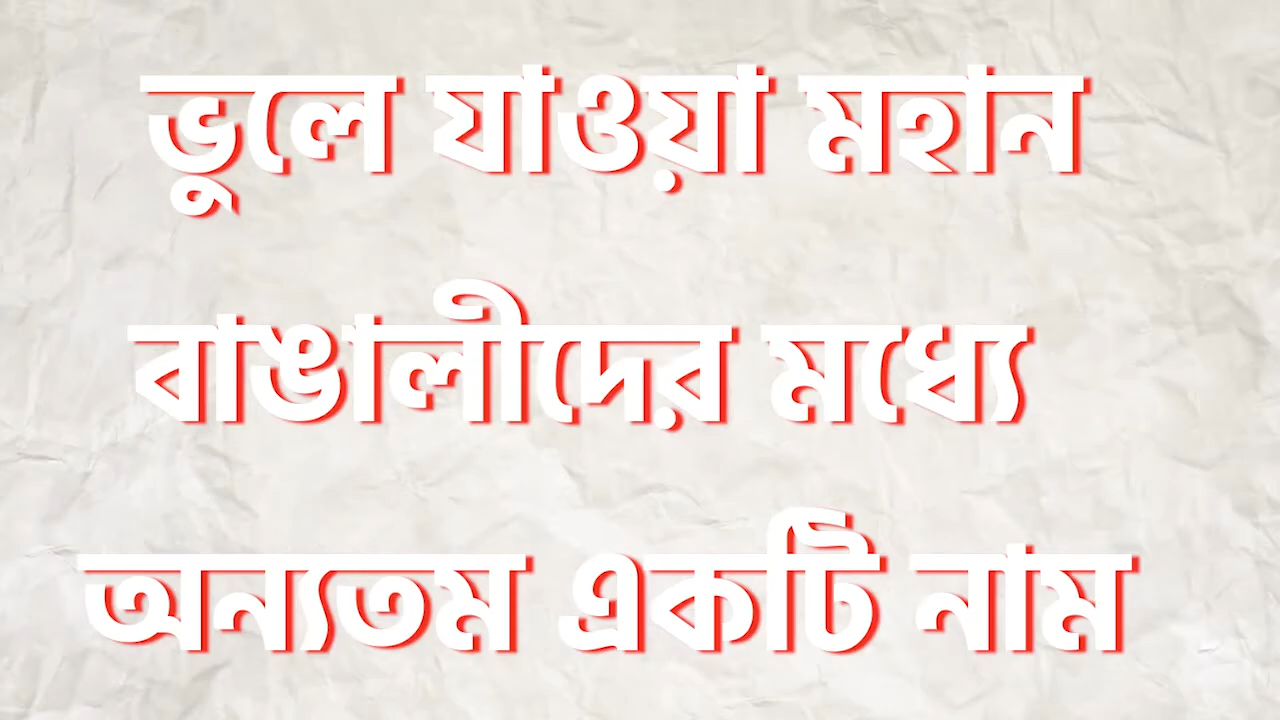 ভুলে যাওয়া মহান
বাঙালীদের মধ্যে
অন্যতম একটি নাম